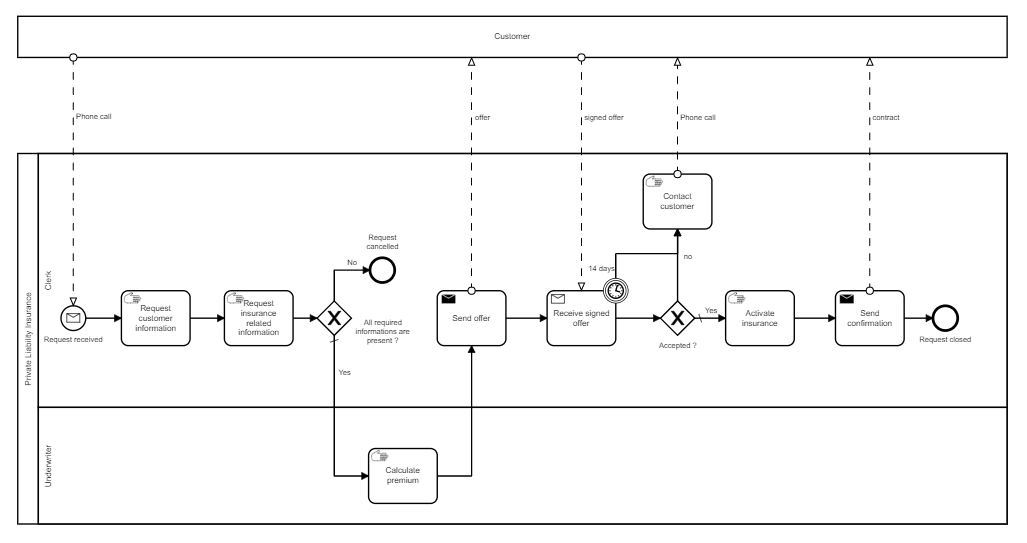 Customer
Phone call
offer
signed offer
Phone call
contract
Private Liability Insurance
Clerk
Contact
customer
Request
cancelled
No
14 days
no
Request received
Request
customer
information
Request
insurance
related
information
All required
informations are
present ?
Yes
Send offer
Receive signed
offer
Accepted ?
Yes
Activate
insurance
Send
confirmation
Request closed
Underwriter
Calculate
premium